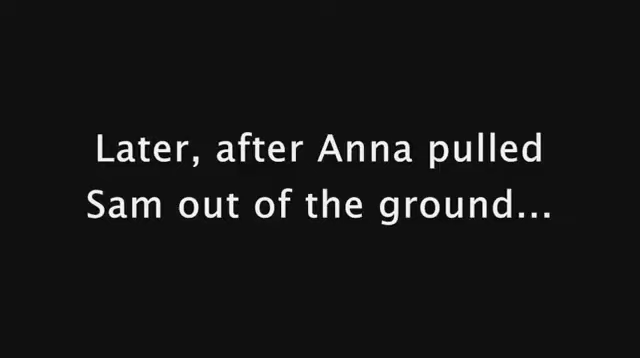 Later, after Anna pulled
Sam out of the ground...